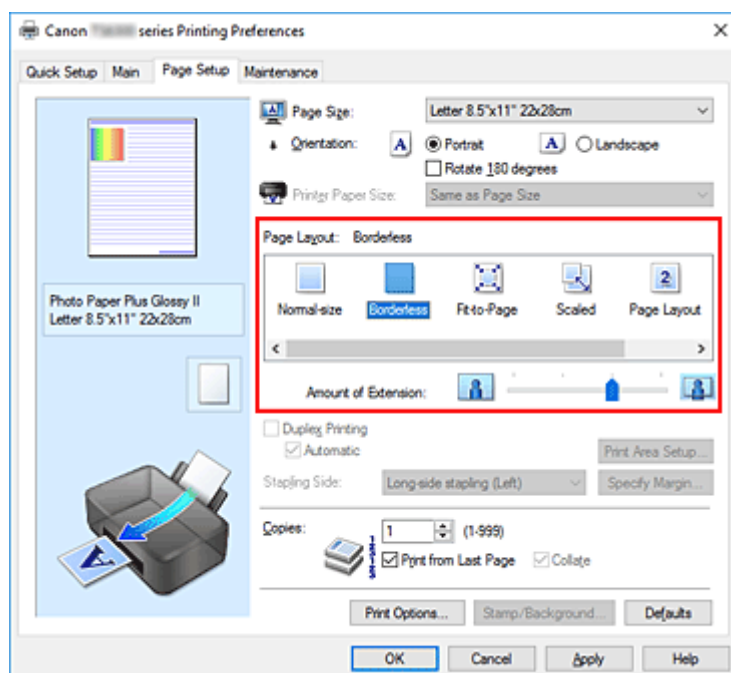 Canon series Printing Preferences
Quick Setup Main Page Setup Maintenance
Page Size: Letter 8.5"x11" 22x28cm
Orientation: A Portrait A Landscape
Rotate 180 degrees
Printer Paper Size: Same as Page Size
Page Layout: Borderless
2
Normal-size Borderless Fit-to-Page Scaled Page Layout
Photo Paper Plus Glossy II
Letter 8.5"x11" 22x28cm
Amount of Extension:
Duplex Printing
Automatic
Print Area Setup...
Stapling Side: Long-side stapling (Left) Specify Margin...
A
Copies: 1 (1-999)
Print from Last Page Collate
Print Options... Stamp/Background... Defaults
OK Cancel Apply Help